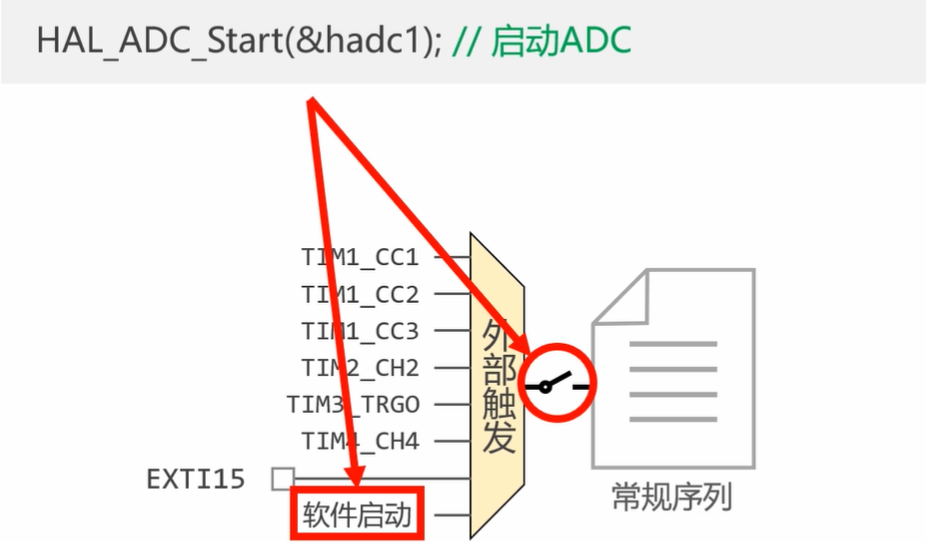 HAL_ADC_Start(&hadc1); // 启动ADC
TIM1_CC1
TIM1_CC2
TIM1_CC3
TIM2_CH2
TIM3_TRGO
TIM4_CH4
EXTI15
软件启动
外部触发
常规序列